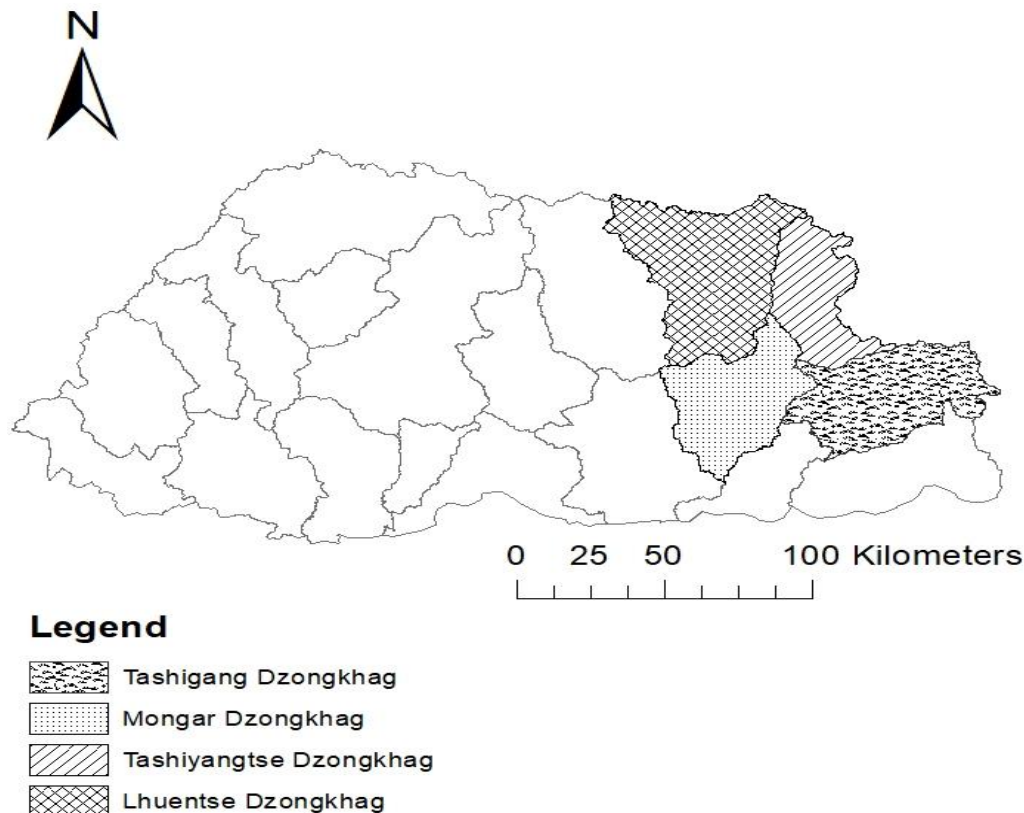 N
0 25 50 100 Kilometers
Legend
Tashigang Dzongkhag
Mongar Dzongkhag
Tashiyangtse Dzongkhag
Lhuentse Dzongkhag